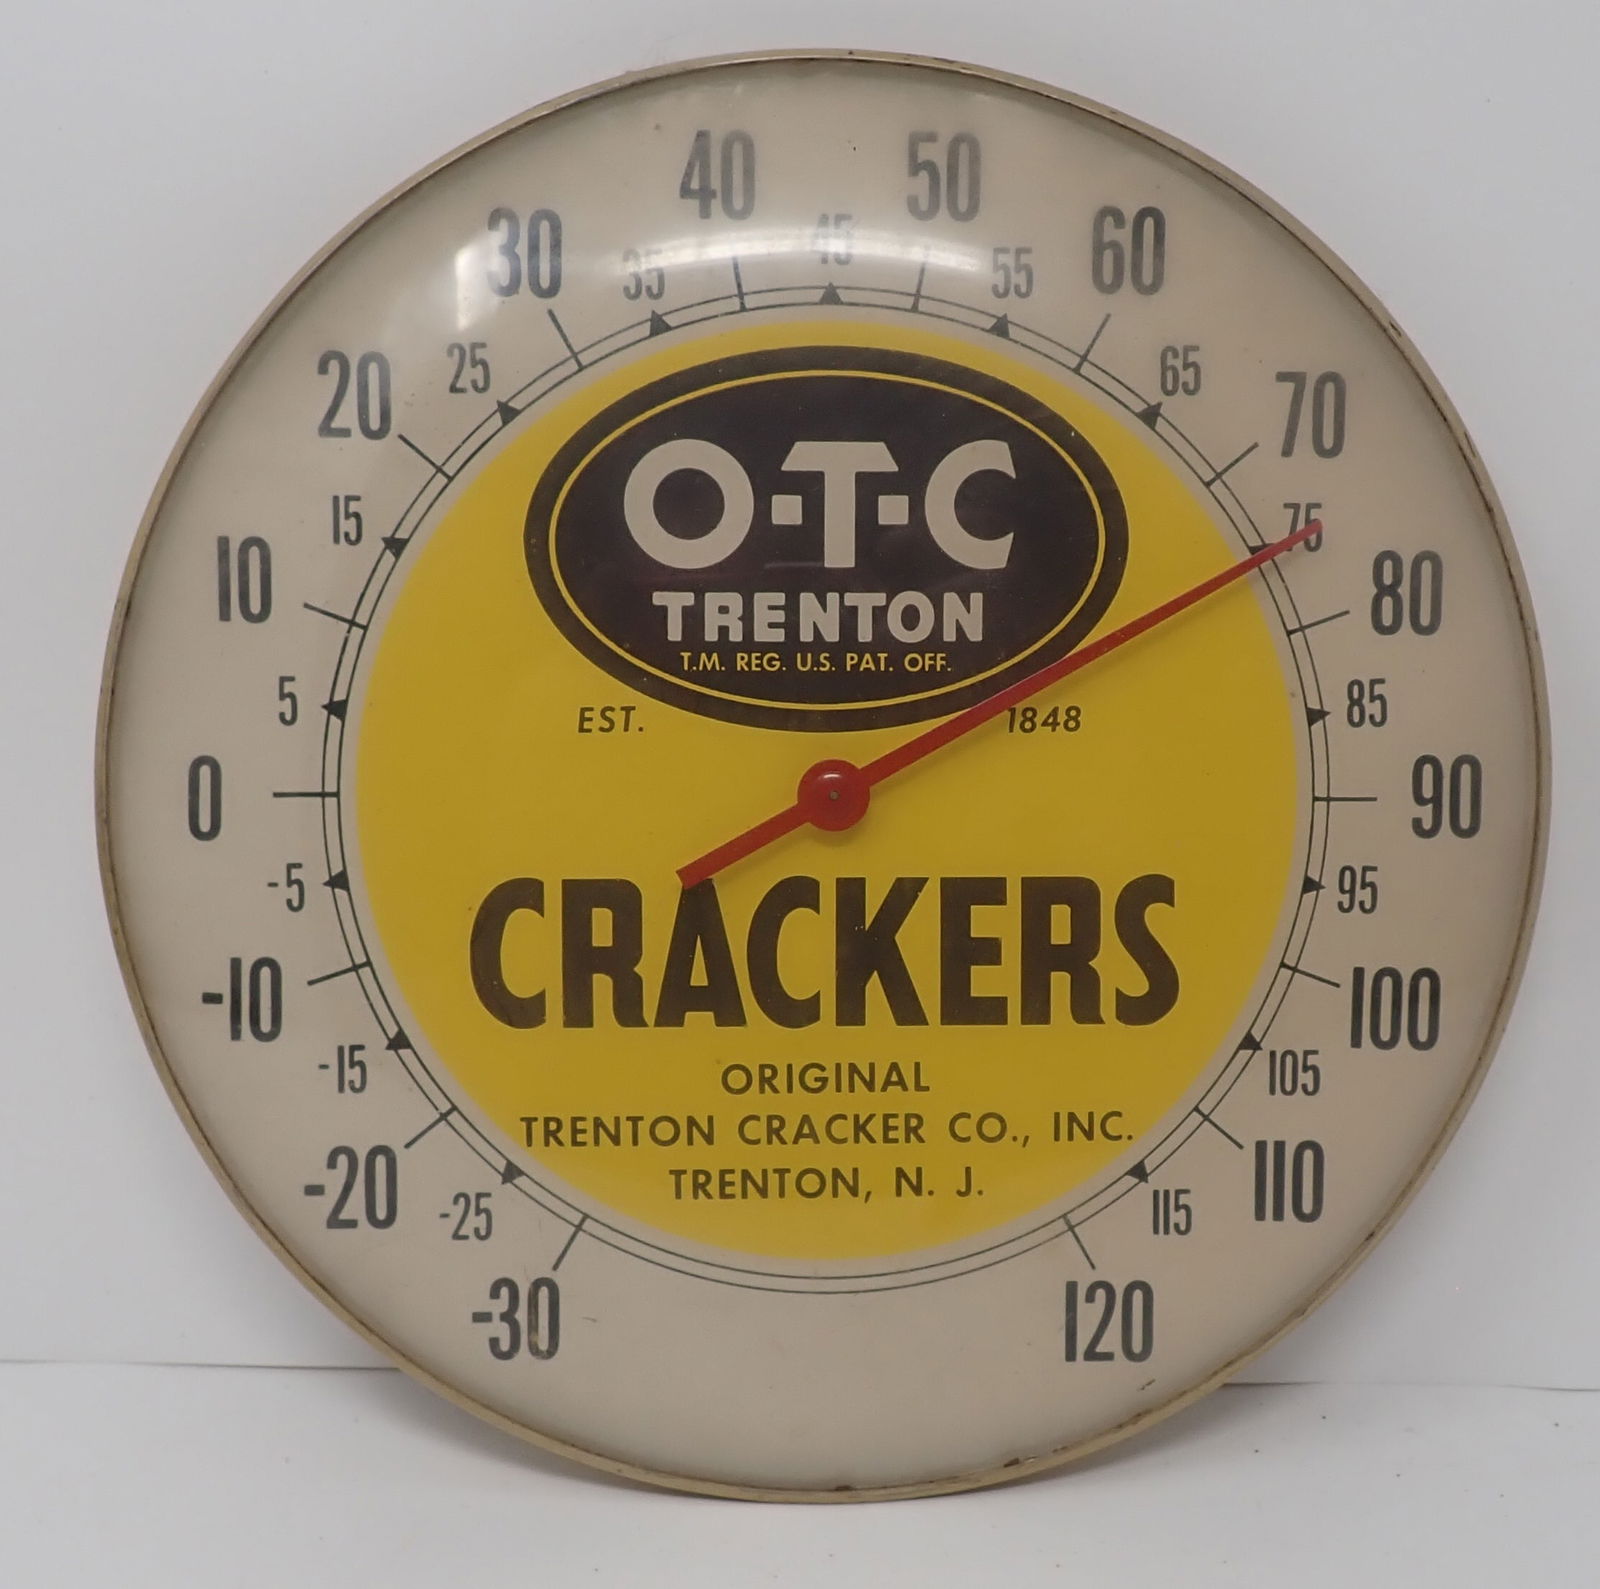 40 50
30 60
35 45 55
25 65
20 70
O·T·C
15 75
10 80
TRENTON
T.M. REG. U.S. PAT. OFF.
5 85
EST. 1848
0 90
-5 95
CRACKERS
-10 100
-15 105
ORIGINAL
TRENTON CRACKER CO., INC.
-20 110
TRENTON, N. J.
-25 115
-30 120